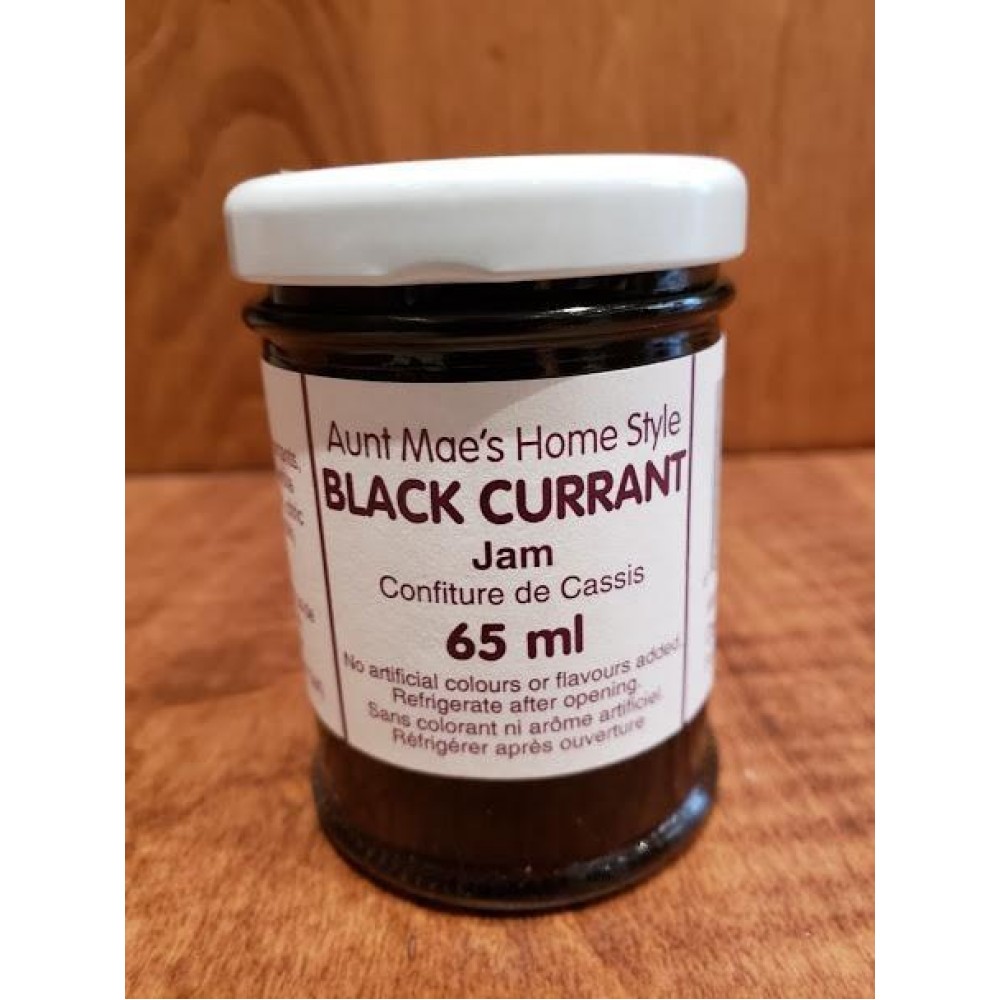 Aunt Mae's Home Style
BLACK CURRANT
Jam
Confiture de Cassis
65 ml
No artificial colours or flavours added.
Refrigerate after opening.
Sans colorant ni arôme artificiel.
Réfrigérer après ouverture